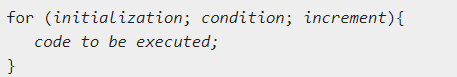 for (initialization; condition; increment){
   code to be executed;
}